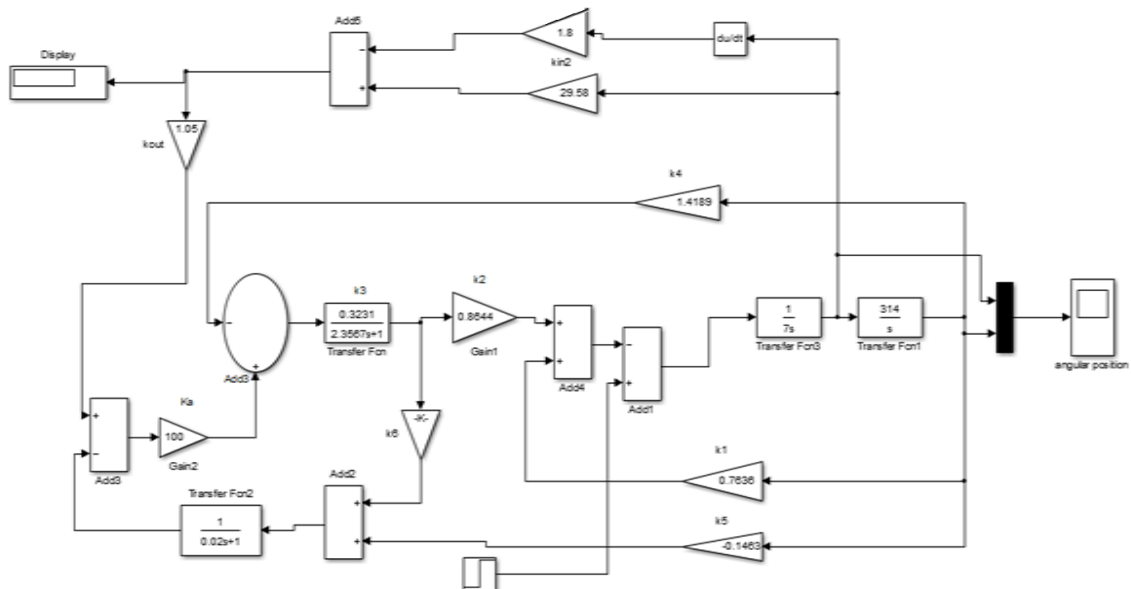 Add5
1.8
du/dt
Display
-
kin2
+
29.58
1.05
kout
k4
1.4189
k3
k2
-
0.3231
2.3567s+1
Transfer Fcn
0.8644
Gain1
+
+
Add4
-
+
Add1
1
7s
Transfer Fcn3
314
s
Transfer Fcn1
angular position
+
Add3
Ka
+
-
100
Gain2
Add3
-K-
k6
k1
0.7636
Transfer Fcn2
Add2
1
0.02s+1
+
+
k5
-0.1463